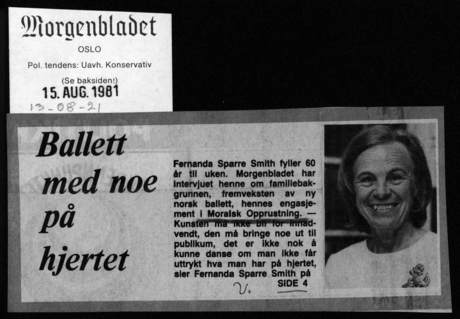 Morgenbladet
OSLO
Pol. tendens: Uavh. Konservativ
(Se baksiden!)
15. AUG. 1981
13-08-21
Ballett
med noe
på
hjertet
Fernanda Sparre Smith fyller 60
år til uken. Morgenbladet har
intervjuet henne om familiebak-
grunnen, fremveksten av ny
norsk ballett, hennes engasje-
ment i Moralsk Opprustning. —
Kunsten må ikke bli for innad-
vendt, den må bringe noe ut til
publikum, det er ikke nok å
kunne danse om man ikke får
uttrykt hva man har på hjertet,
sier Fernanda Sparre Smith på
SIDE 4
V.